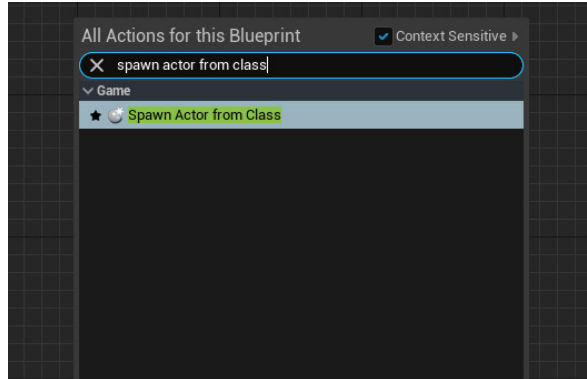 All Actions for this Blueprint Context Sensitive
spawn actor from class
Game
Spawn Actor from Class